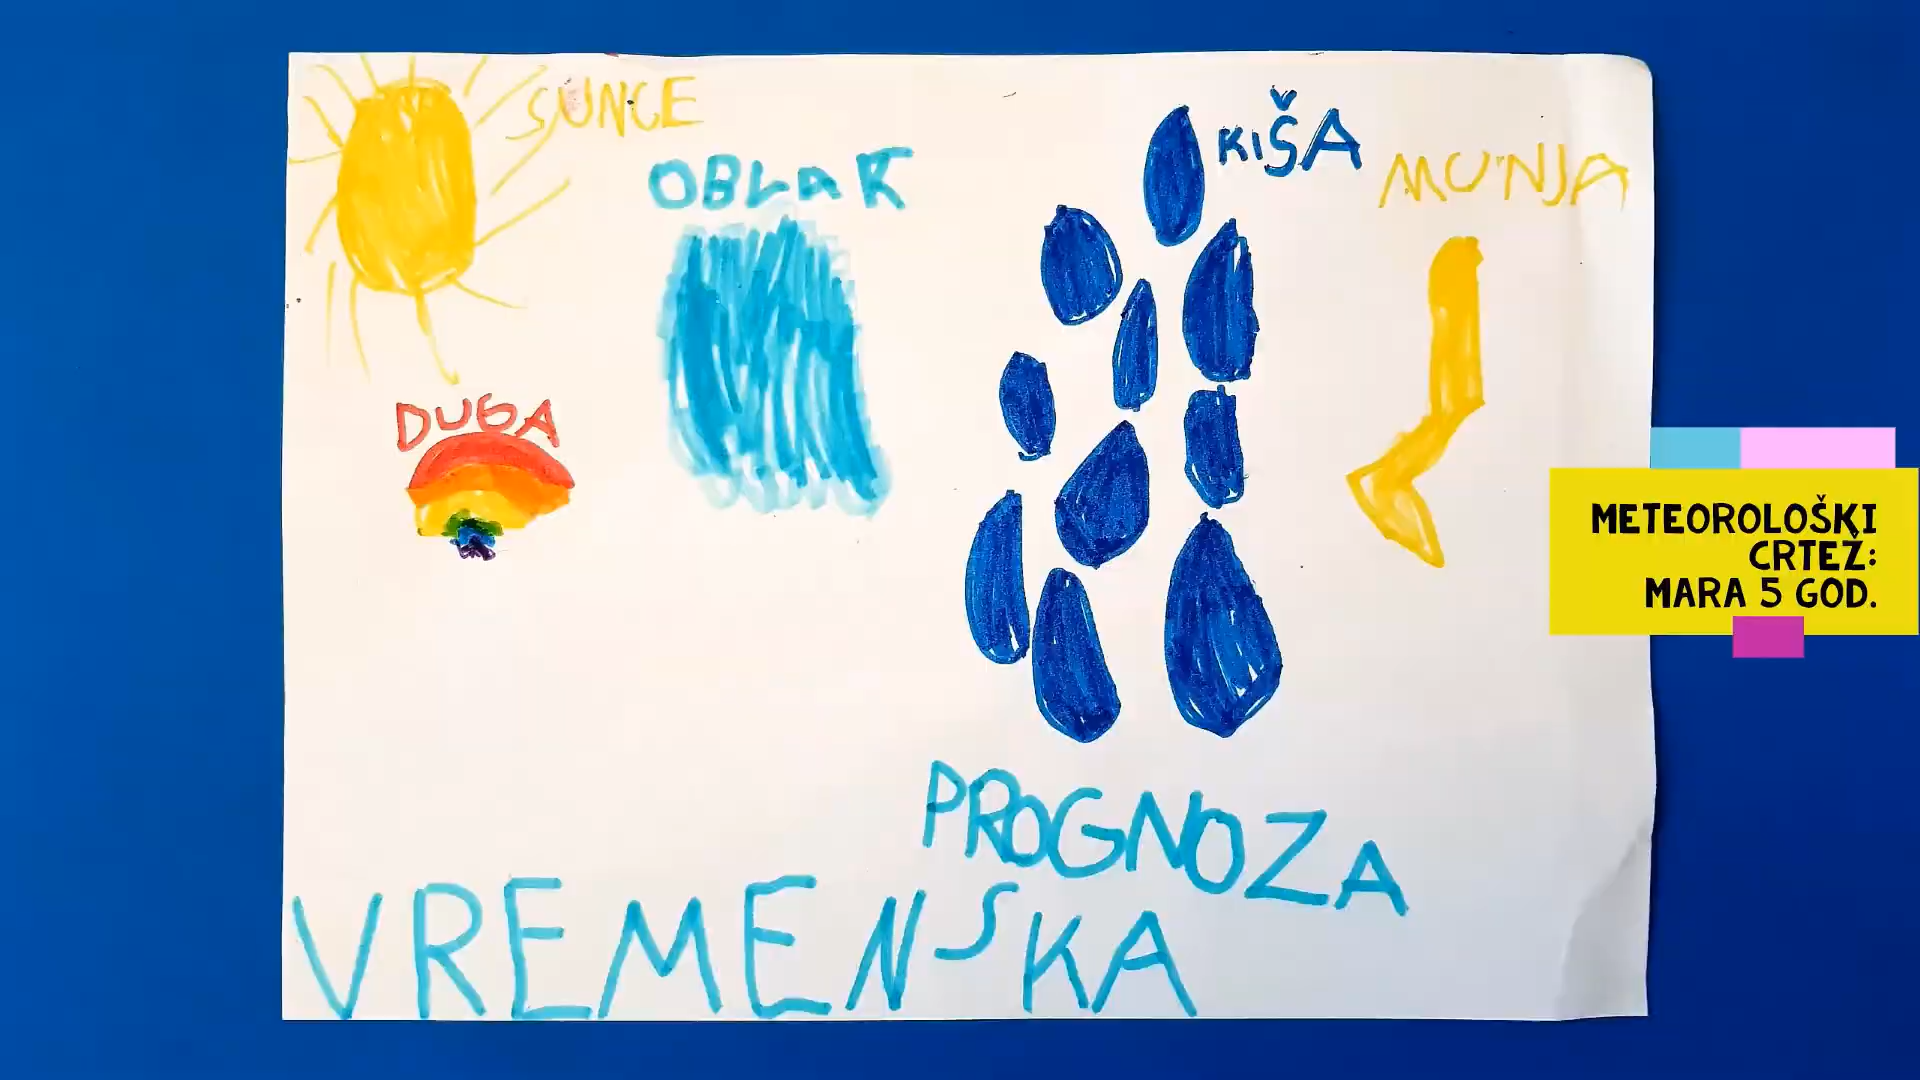 SUNCE
OBLAK
KIŠA
MUNJA
DUGA
PROGNOZA
VREMENSKA
METEOROLOŠKI
CRTEŽ:
MARA 5 GOD.